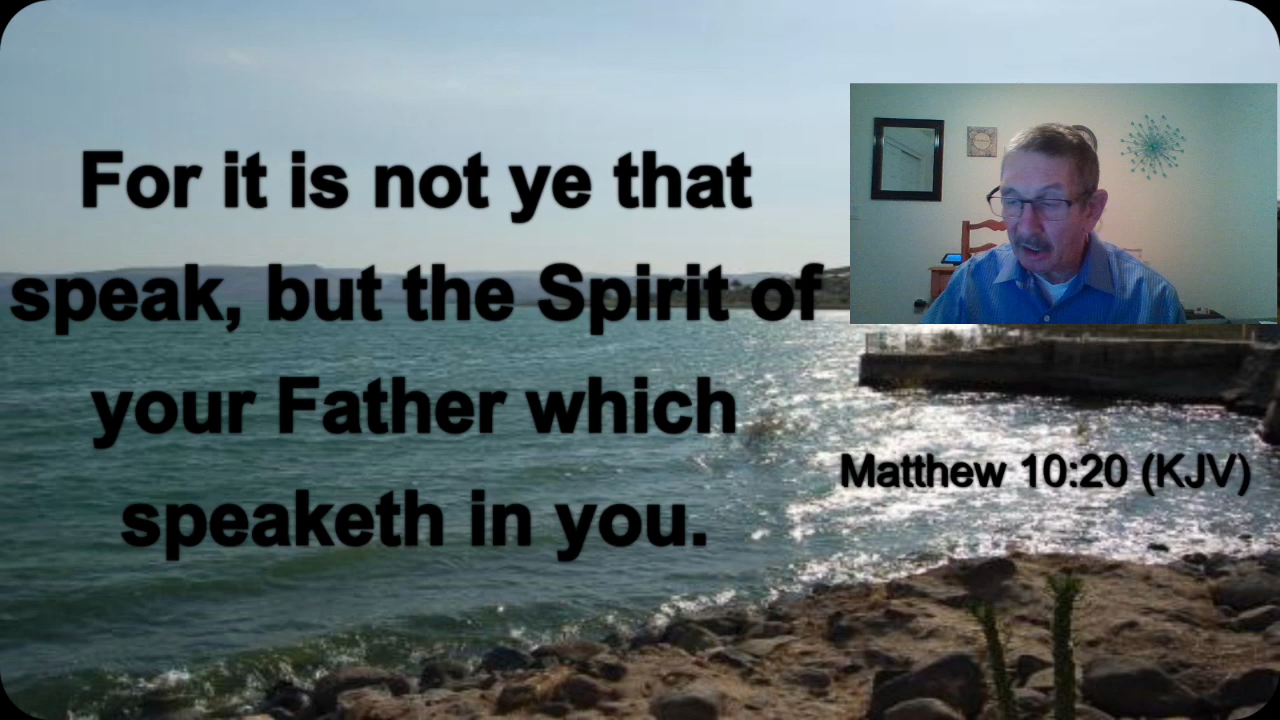 For it is not ye that
speak, but the Spirit of
your Father which
speaketh in you.
Matthew 10:20 (KJV)